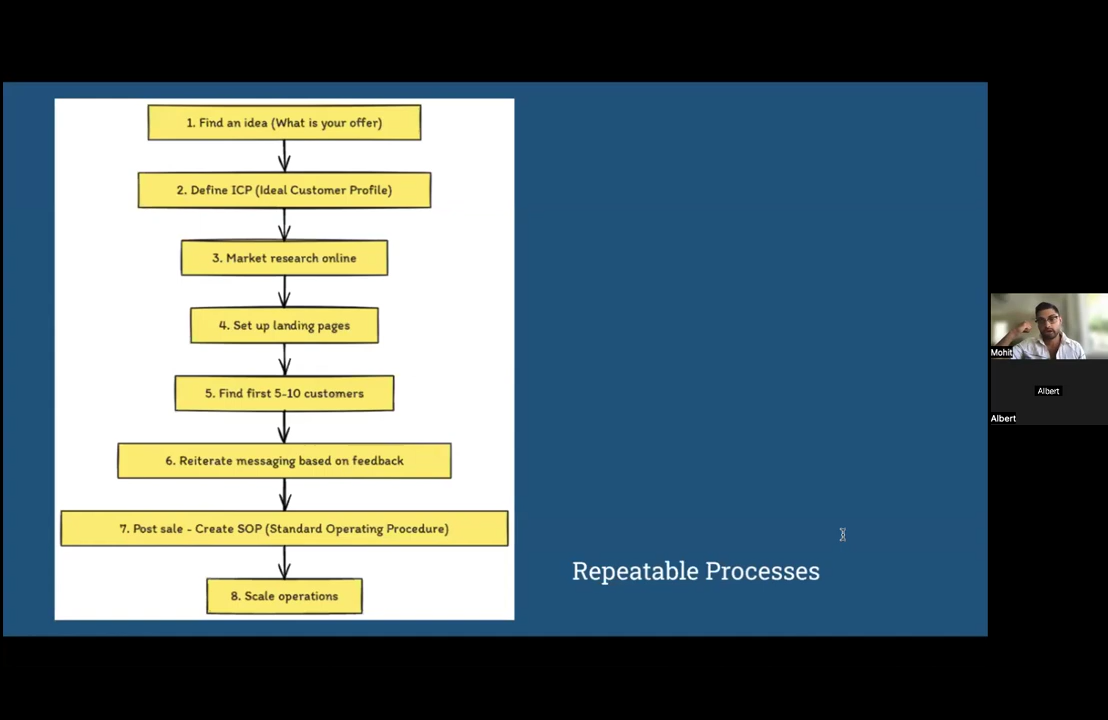 1. Find an idea (What is your offer)
2. Define ICP (Ideal Customer Profile)
3. Market research online
4. Set up landing pages
5. Find first 5-10 customers
6. Reiterate messaging based on feedback
7. Post sale - Create SOP (Standard Operating Procedure)
8. Scale operations
Repeatable Processes
Mohit
Albert
Albert